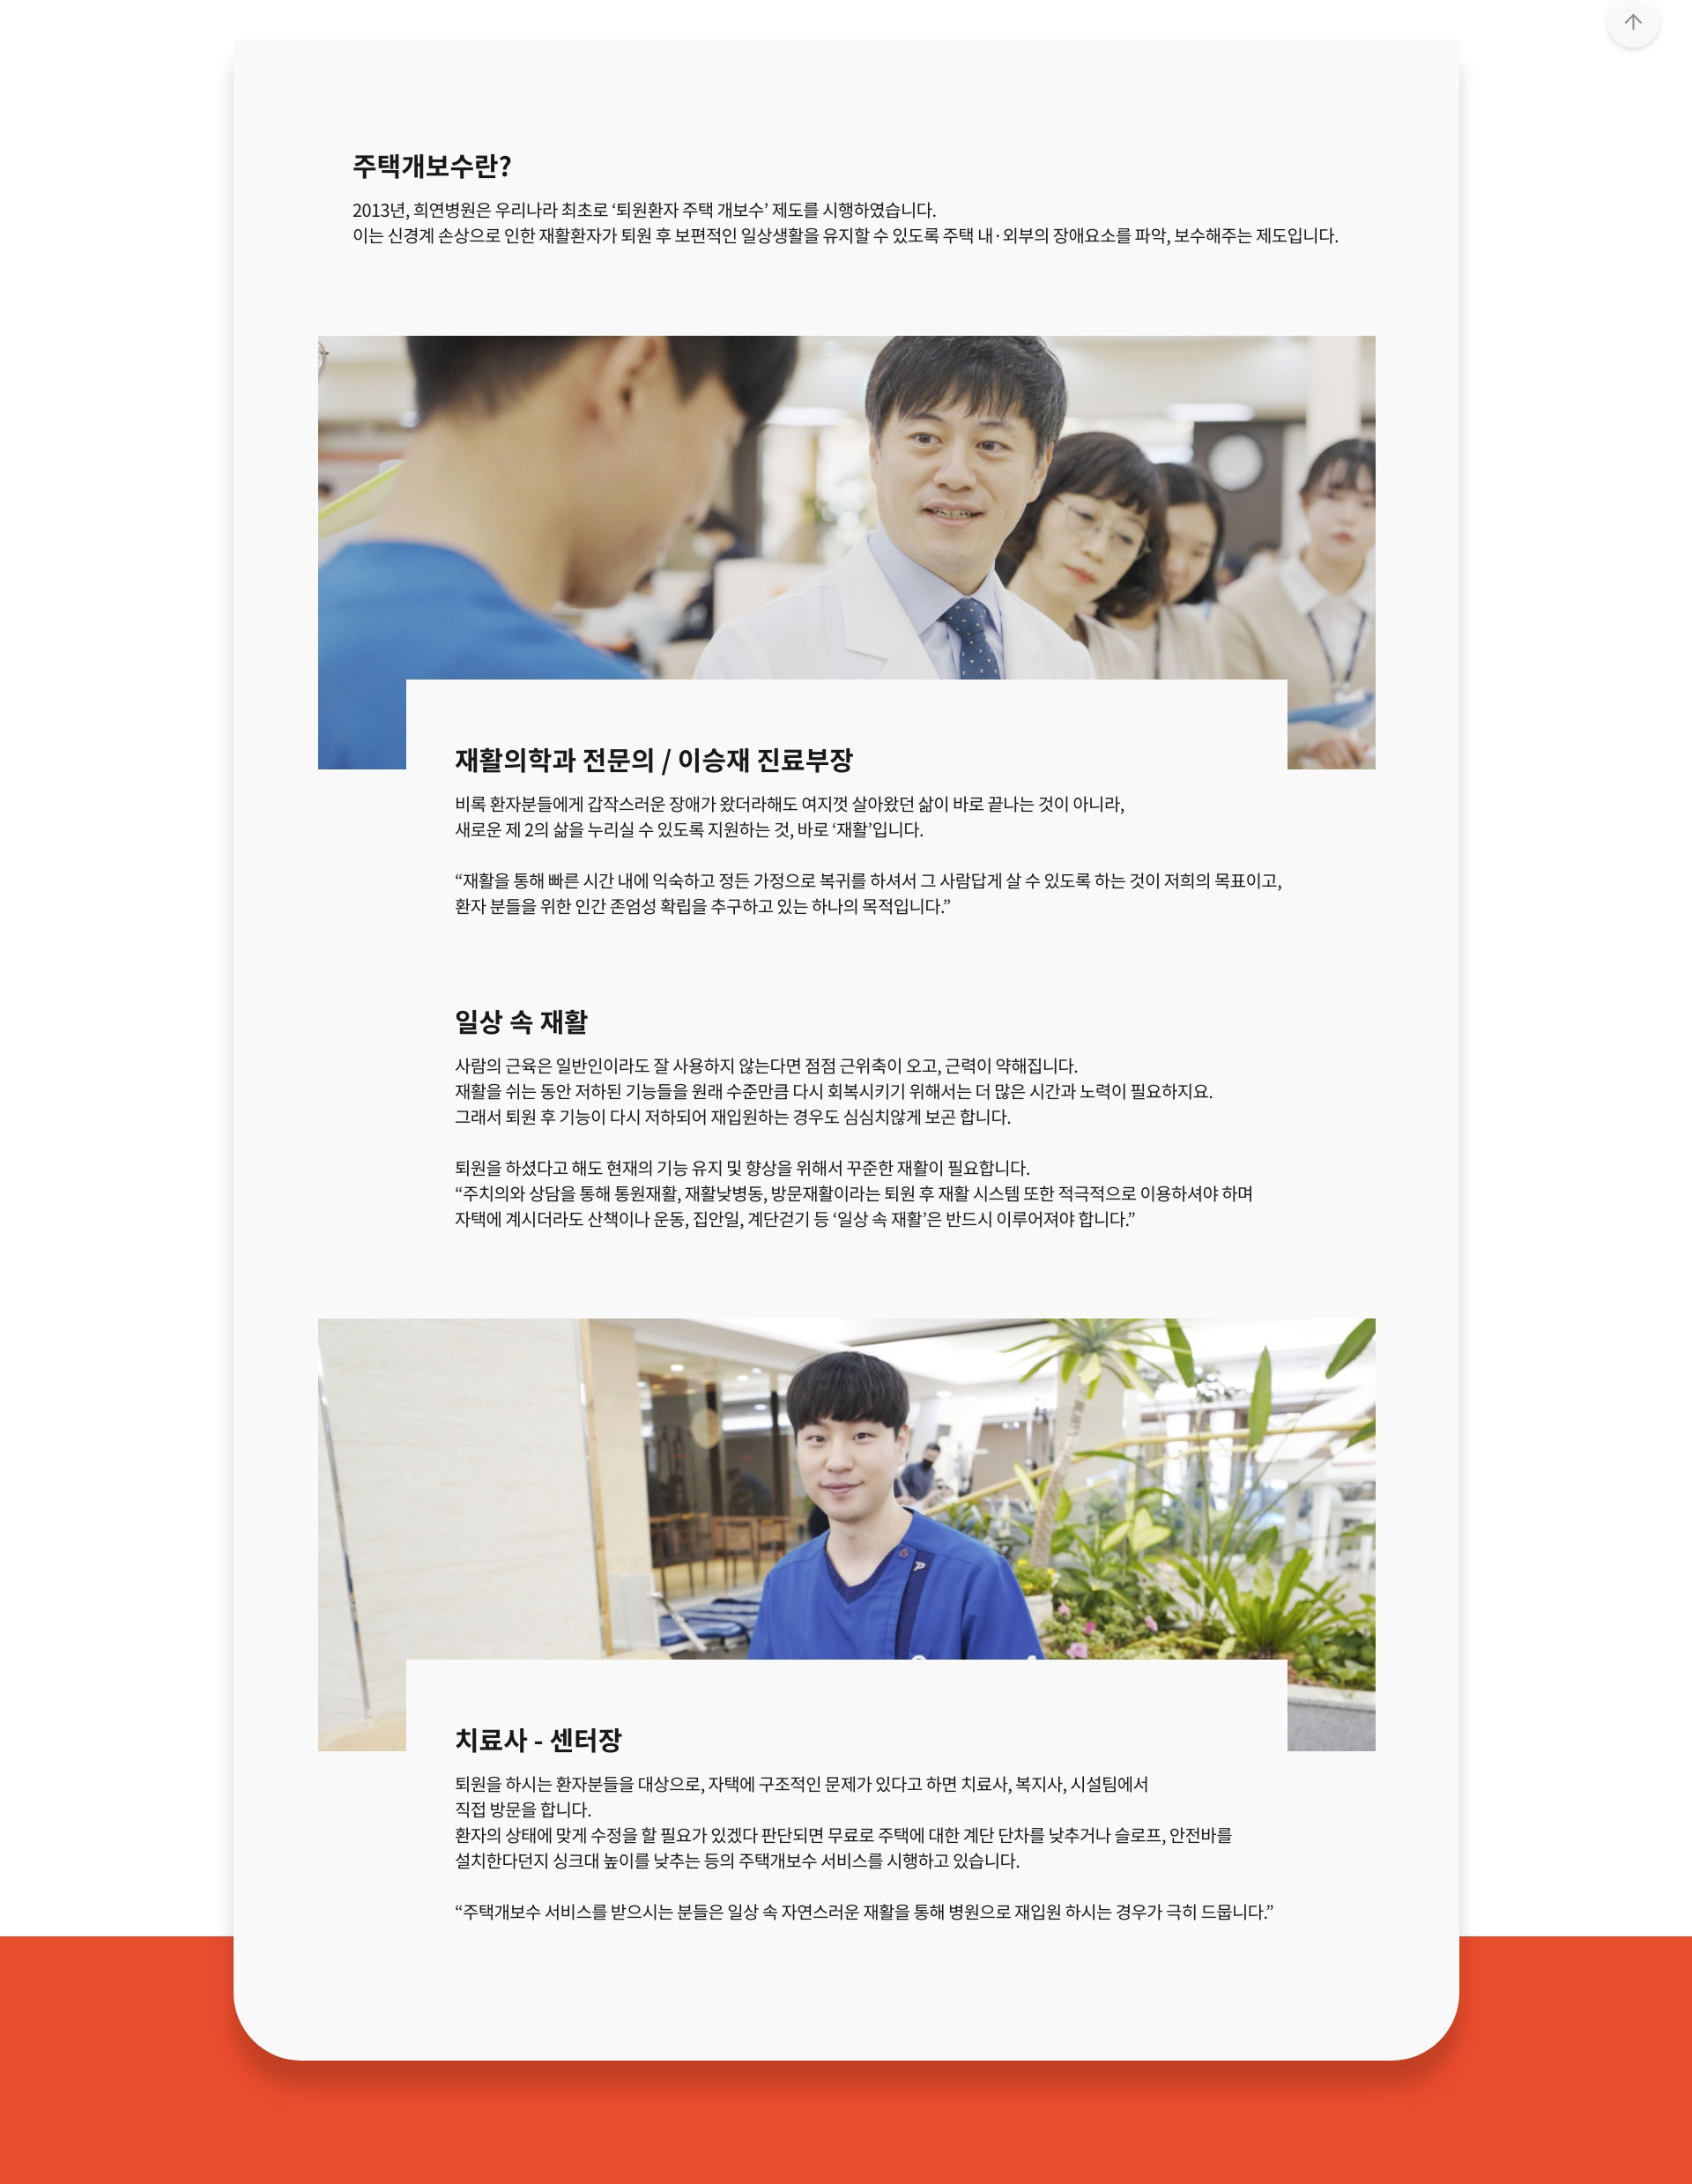 주택개보수란?
2013년, 희연병원은 우리나라 최초로 ‘퇴원환자 주택 개보수’ 제도를 시행하였습니다.
이는 신경계 손상으로 인한 재활환자가 퇴원 후 보편적인 일상생활을 유지할 수 있도록 주택 내·외부의 장애요소를 파악, 보수해주는 제도입니다.
재활의학과 전문의 / 이승재 진료부장
비록 환자분들에게 갑작스러운 장애가 왔더라해도 여지껏 살아왔던 삶이 바로 끝나는 것이 아니라,
새로운 제 2의 삶을 누리실 수 있도록 지원하는 것, 바로 ‘재활’입니다.
“재활을 통해 빠른 시간 내에 익숙하고 정든 가정으로 복귀를 하셔서 그 사람답게 살 수 있도록 하는 것이 저희의 목표이고,
환자 분들을 위한 인간 존엄성 확립을 추구하고 있는 하나의 목적입니다.”
일상 속 재활
사람의 근육은 일반인이라도 잘 사용하지 않는다면 점점 근위축이 오고, 근력이 약해집니다.
재활을 쉬는 동안 저하된 기능들을 원래 수준만큼 다시 회복시키기 위해서는 더 많은 시간과 노력이 필요하지요.
그래서 퇴원 후 기능이 다시 저하되어 재입원하는 경우도 심심치않게 보곤 합니다.
퇴원을 하셨다고 해도 현재의 기능 유지 및 향상을 위해서 꾸준한 재활이 필요합니다.
“주치의와 상담을 통해 통원재활, 재활낮병동, 방문재활이라는 퇴원 후 재활 시스템 또한 적극적으로 이용하셔야 하며
자택에 계시더라도 산책이나 운동, 집안일, 계단걷기 등 ‘일상 속 재활’은 반드시 이루어져야 합니다.”
치료사 - 센터장
퇴원을 하시는 환자분들을 대상으로, 자택에 구조적인 문제가 있다고 하면 치료사, 복지사, 시설팀에서
직접 방문을 합니다.
환자의 상태에 맞게 수정을 할 필요가 있겠다 판단되면 무료로 주택에 대한 계단 단차를 낮추거나 슬로프, 안전바를
설치한다던지 싱크대 높이를 낮추는 등의 주택개보수 서비스를 시행하고 있습니다.
“주택개보수 서비스를 받으시는 분들은 일상 속 자연스러운 재활을 통해 병원으로 재입원 하시는 경우가 극히 드뭅니다.”